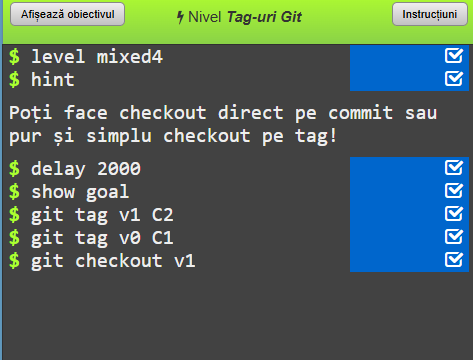 Afișează obiectivul
Nivel Tag-uri Git
Instrucțiuni
$ level mixed4
$ hint
Poți face checkout direct pe commit sau
pur și simplu checkout pe tag!
$ delay 2000
$ show goal
$ git tag v1 C2
$ git tag v0 C1
$ git checkout v1